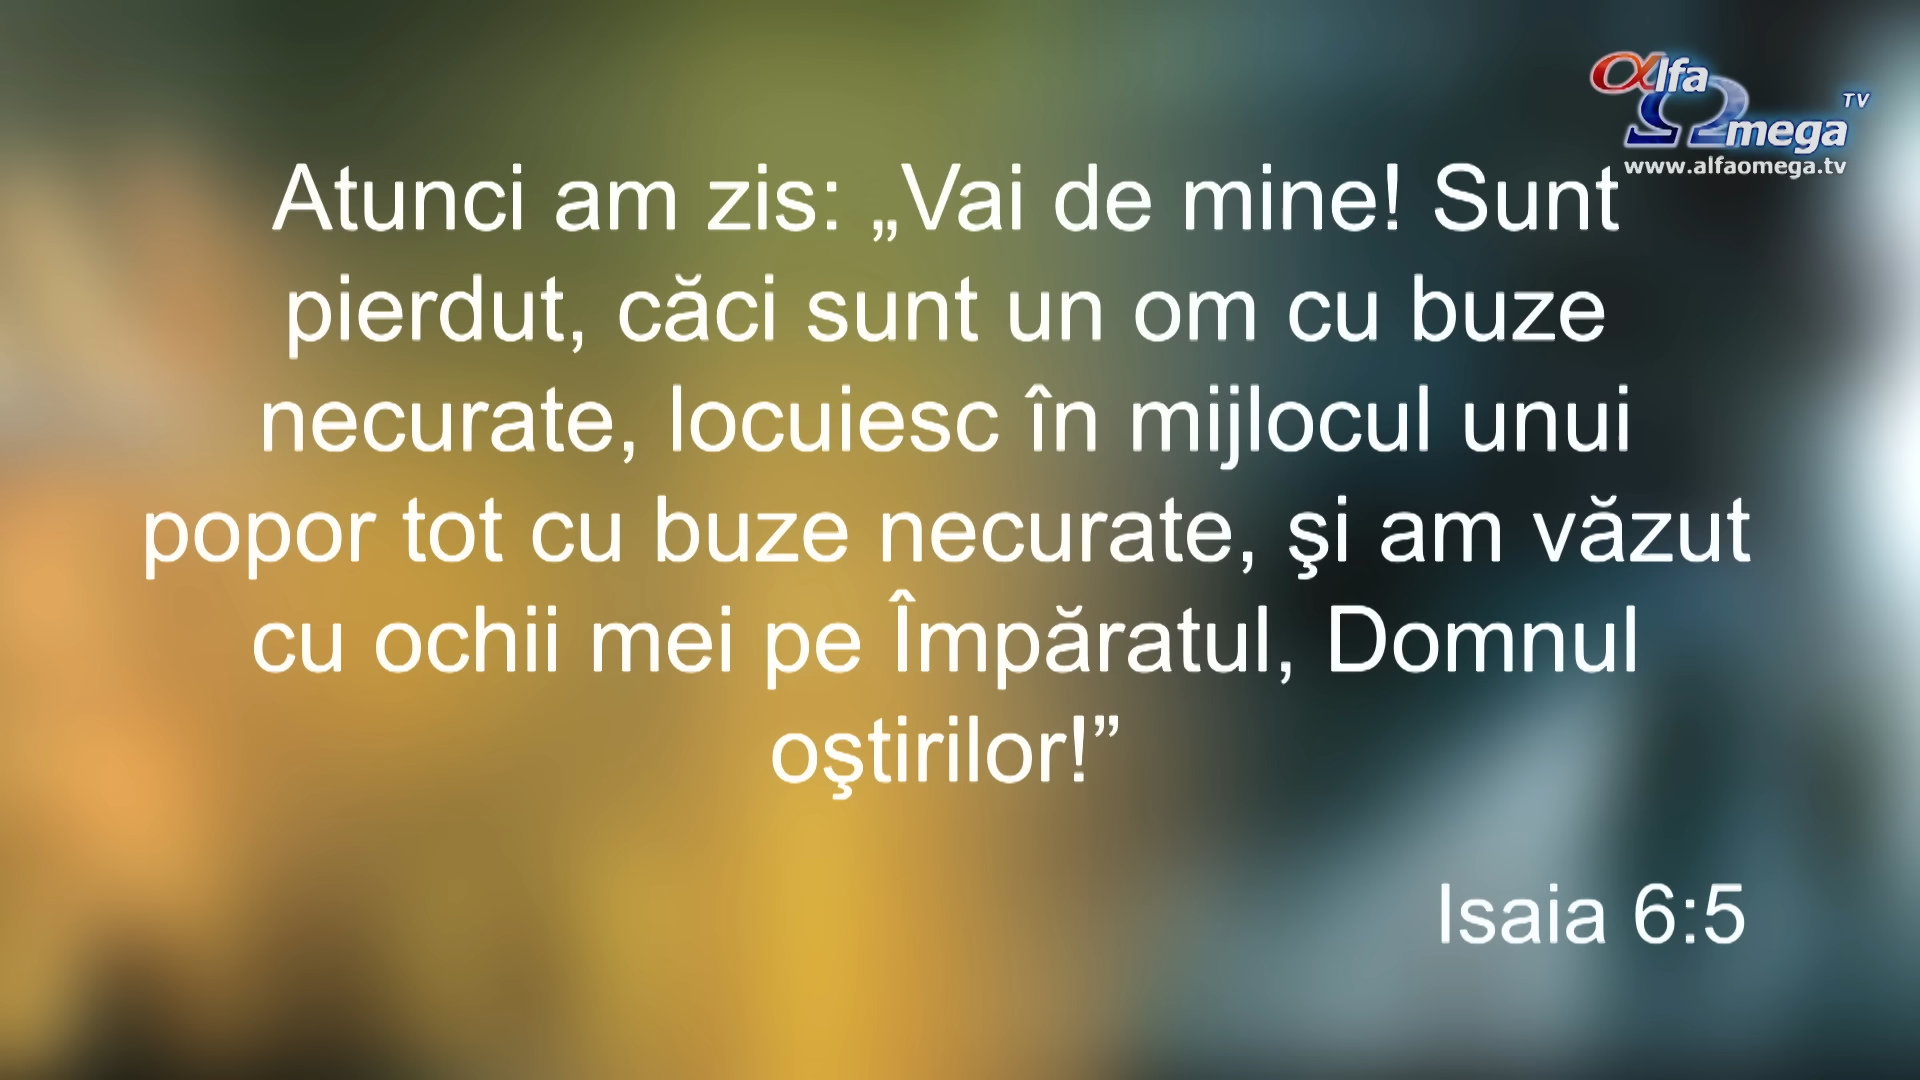 αlfa
Ωmega TV
www.alfaomega.tv
Atunci am zis: „Vai de mine! Sunt
pierdut, căci sunt un om cu buze
necurate, locuiesc în mijlocul unui
popor tot cu buze necurate, şi am văzut
cu ochii mei pe Împăratul, Domnul
oştirilor!”
Isaia 6:5